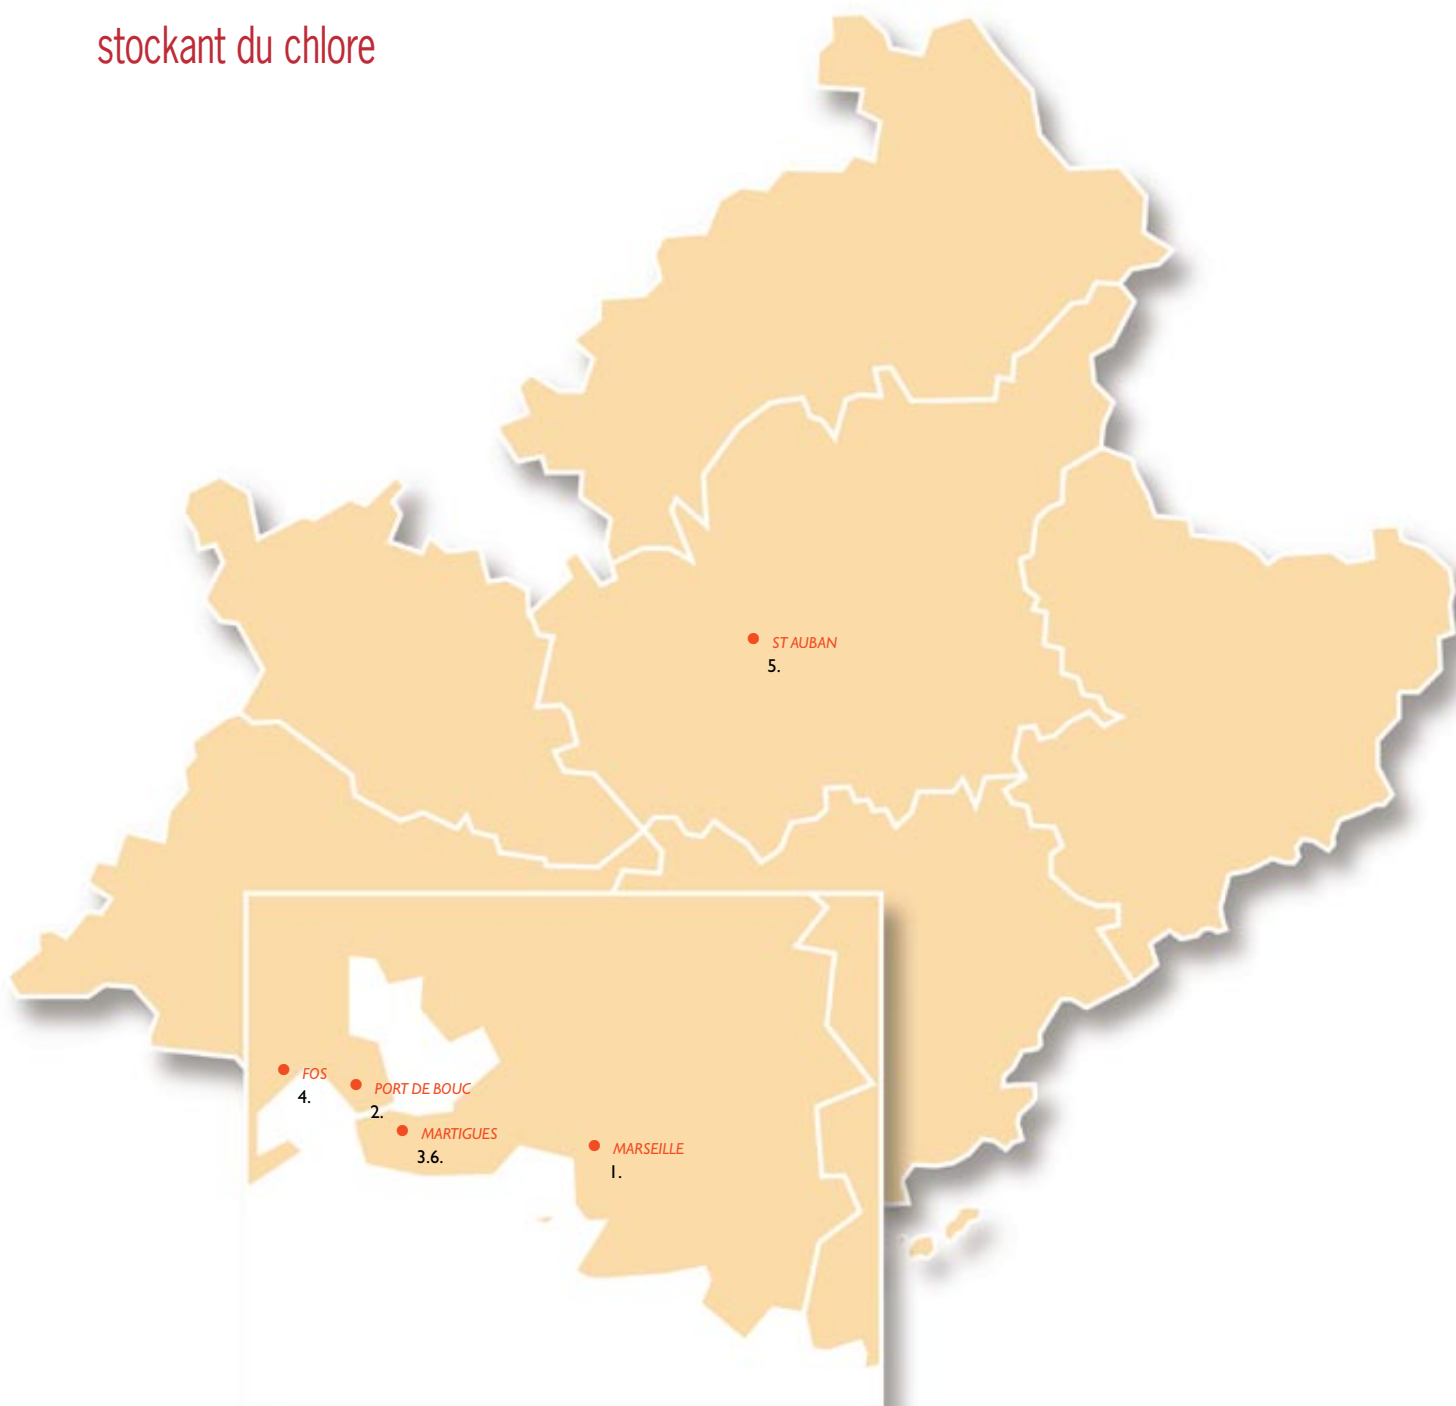 stockant du chlore
ST AUBAN
5.
FOS
4.
PORT DE BOUC
2.
MARTIGUES
3.6.
MARSEILLE
1.